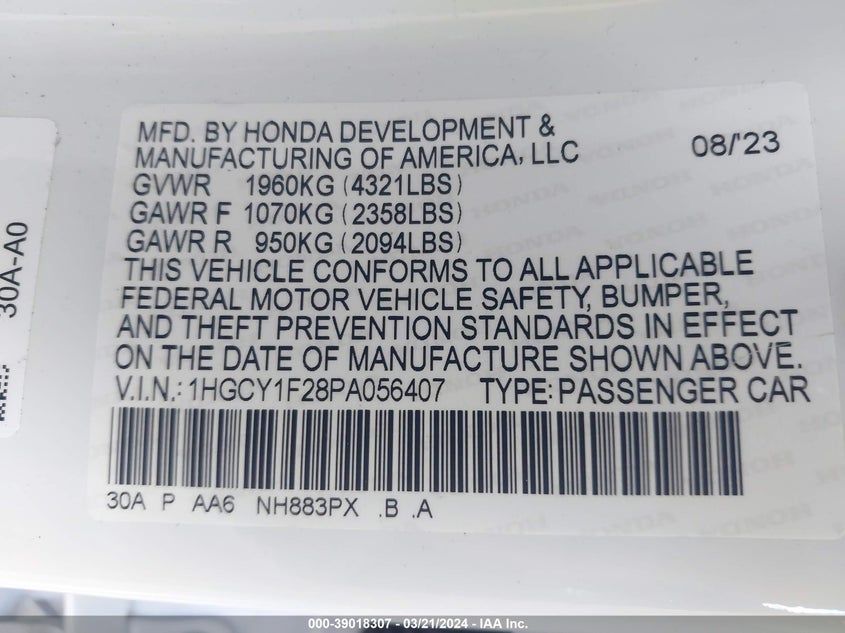 MFD. BY HONDA DEVELOPMENT &
MANUFACTURING OF AMERICA, LLC 08/'23
GVWR 1960KG (4321LBS)
GAWR F 1070KG (2358LBS)
GAWR R 950KG (2094LBS)
THIS VEHICLE CONFORMS TO ALL APPLICABLE
FEDERAL MOTOR VEHICLE SAFETY, BUMPER,
AND THEFT PREVENTION STANDARDS IN EFFECT
ON THE DATE OF MANUFACTURE SHOWN ABOVE.
V.I.N.: 1HGCY1F28PA056407 TYPE: PASSENGER CAR
30A P AA6 NH883PX .B .A
30A-A0
000-39018307 - 03/21/2024 - IAA Inc.